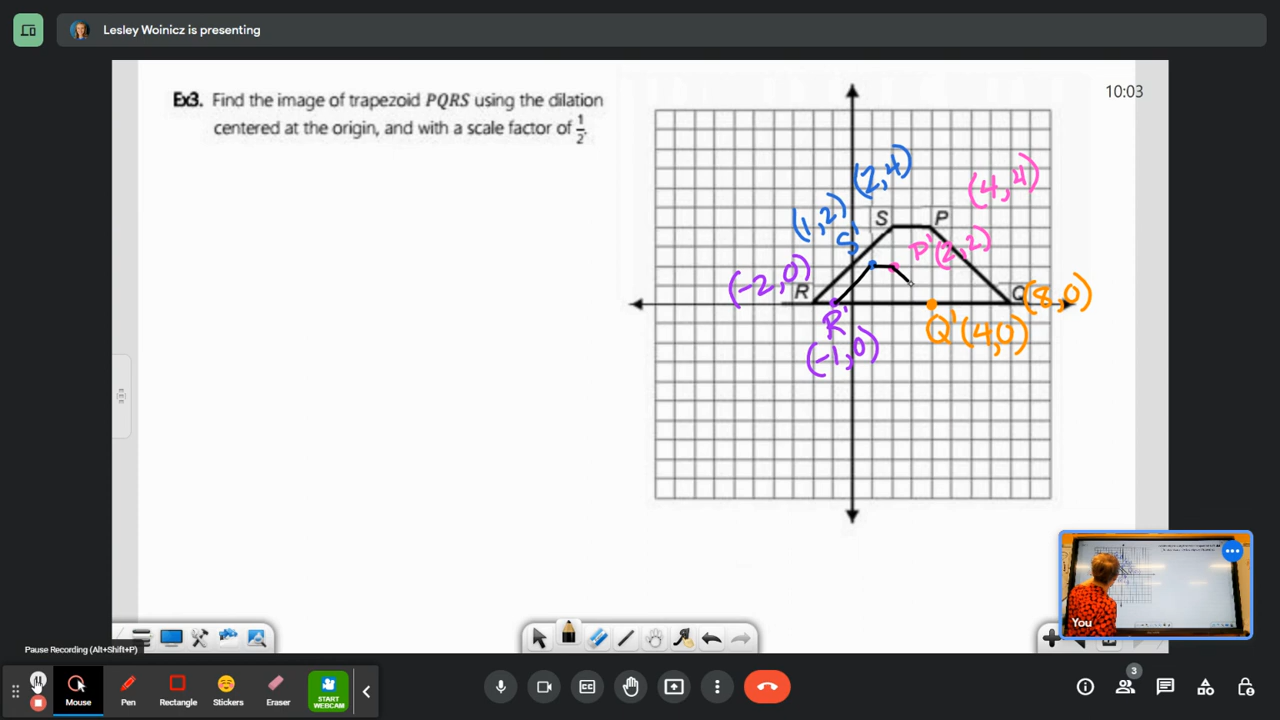 Lesley Woinicz is presenting
Ex3. Find the image of trapezoid PQRS using the dilation
centered at the origin, and with a scale factor of 1/2.
10:03
(2,4)
(4,4)
(1,2)
S P
S'
P'(2,2)
(-2,0)
R
Q (8,0)
R'
Q'(4,0)
(-1,0)
You
Pause Recording (Alt+Shift+P)
Mouse
Pen
Rectangle
Stickers
Eraser
START
WEBCAM
CC
3